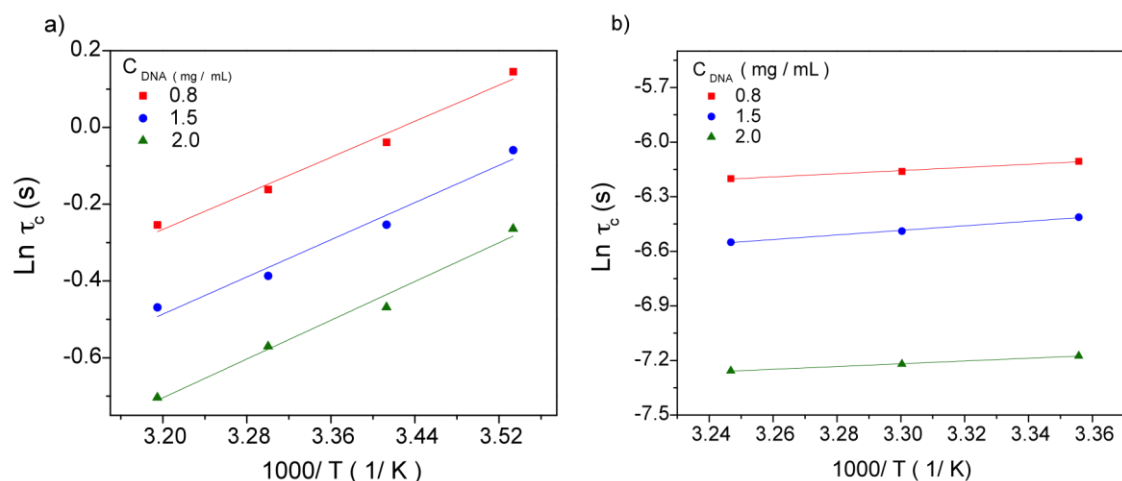 a)
C DNA ( mg / mL)
0.8
1.5
2.0
0.2
0.0
-0.2
-0.4
-0.6
Ln τc (s)
3.20 3.28 3.36 3.44 3.52
1000/ T ( 1/ K)
b)
C DNA ( mg / mL)
0.8
1.5
2.0
-5.7
-6.0
-6.3
-6.6
-6.9
-7.2
-7.5
Ln τc (s)
3.24 3.26 3.28 3.30 3.32 3.34 3.36
1000/ T ( 1/ K)